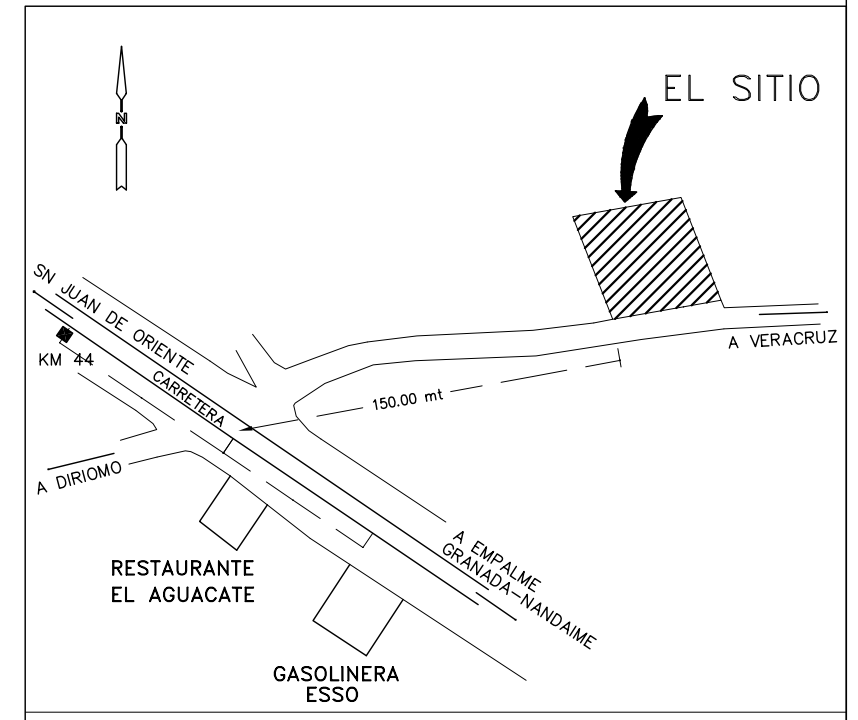 EL SITIO
N
SN JUAN DE ORIENTE
KM 44
CARRETERA
A VERACRUZ
150.00 mt
A DIRIOMO
A EMPALME
GRANADA-NANDAIME
RESTAURANTE
EL AGUACATE
GASOLINERA
ESSO